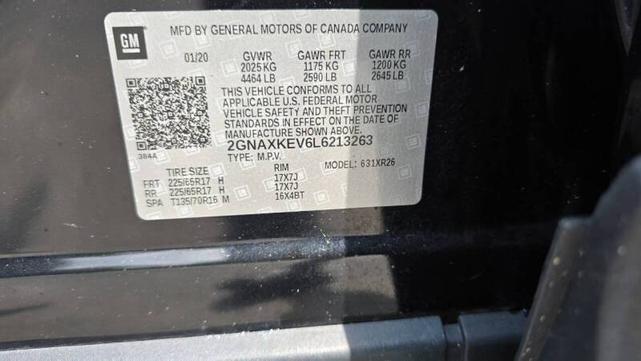 GM
MFD BY GENERAL MOTORS OF CANADA COMPANY
01/20 GVWR GAWR FRT GAWR RR
2025 KG 1175 KG 1200 KG
4464 LB 2590 LB 2645 LB
THIS VEHICLE CONFORMS TO ALL
APPLICABLE U.S. FEDERAL MOTOR
VEHICLE SAFETY AND THEFT PREVENTION
STANDARDS IN EFFECT ON THE DATE OF
MANUFACTURE SHOWN ABOVE.
2GNAXKEV6L6213263
384A TYPE: M.P.V. MODEL: 631XR26
TIRE SIZE RIM
FRT 225/65R17 H 17X7J
RR 225/65R17 H 17X7J
SPA T135/70R16 M 16X4BT